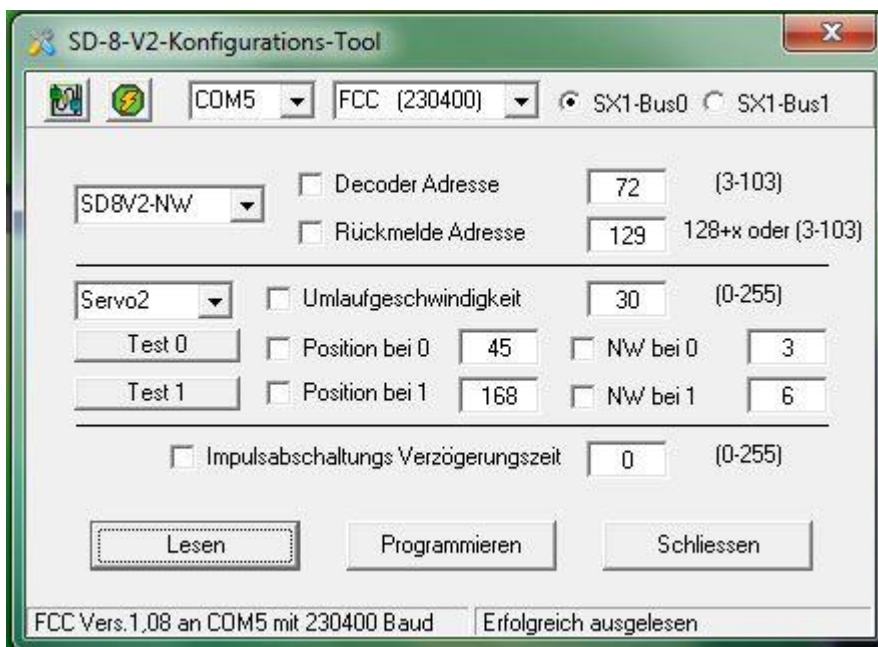 SD-8-V2-Konfigurations-Tool
COM5 FCC (230400) SX1-Bus0 SX1-Bus1
SD8V2-NW Decoder Adresse 72 (3-103)
Rückmelde Adresse 129 128+x oder (3-103)
Servo2 Umlaufgeschwindigkeit 30 (0-255)
Test 0 Position bei 0 45 NW bei 0 3
Test 1 Position bei 1 168 NW bei 1 6
Impulsabschaltungs Verzögerungszeit 0 (0-255)
Lesen Programmieren Schliessen
FCC Vers.1,08 an COM5 mit 230400 Baud Erfolgreich ausgelesen